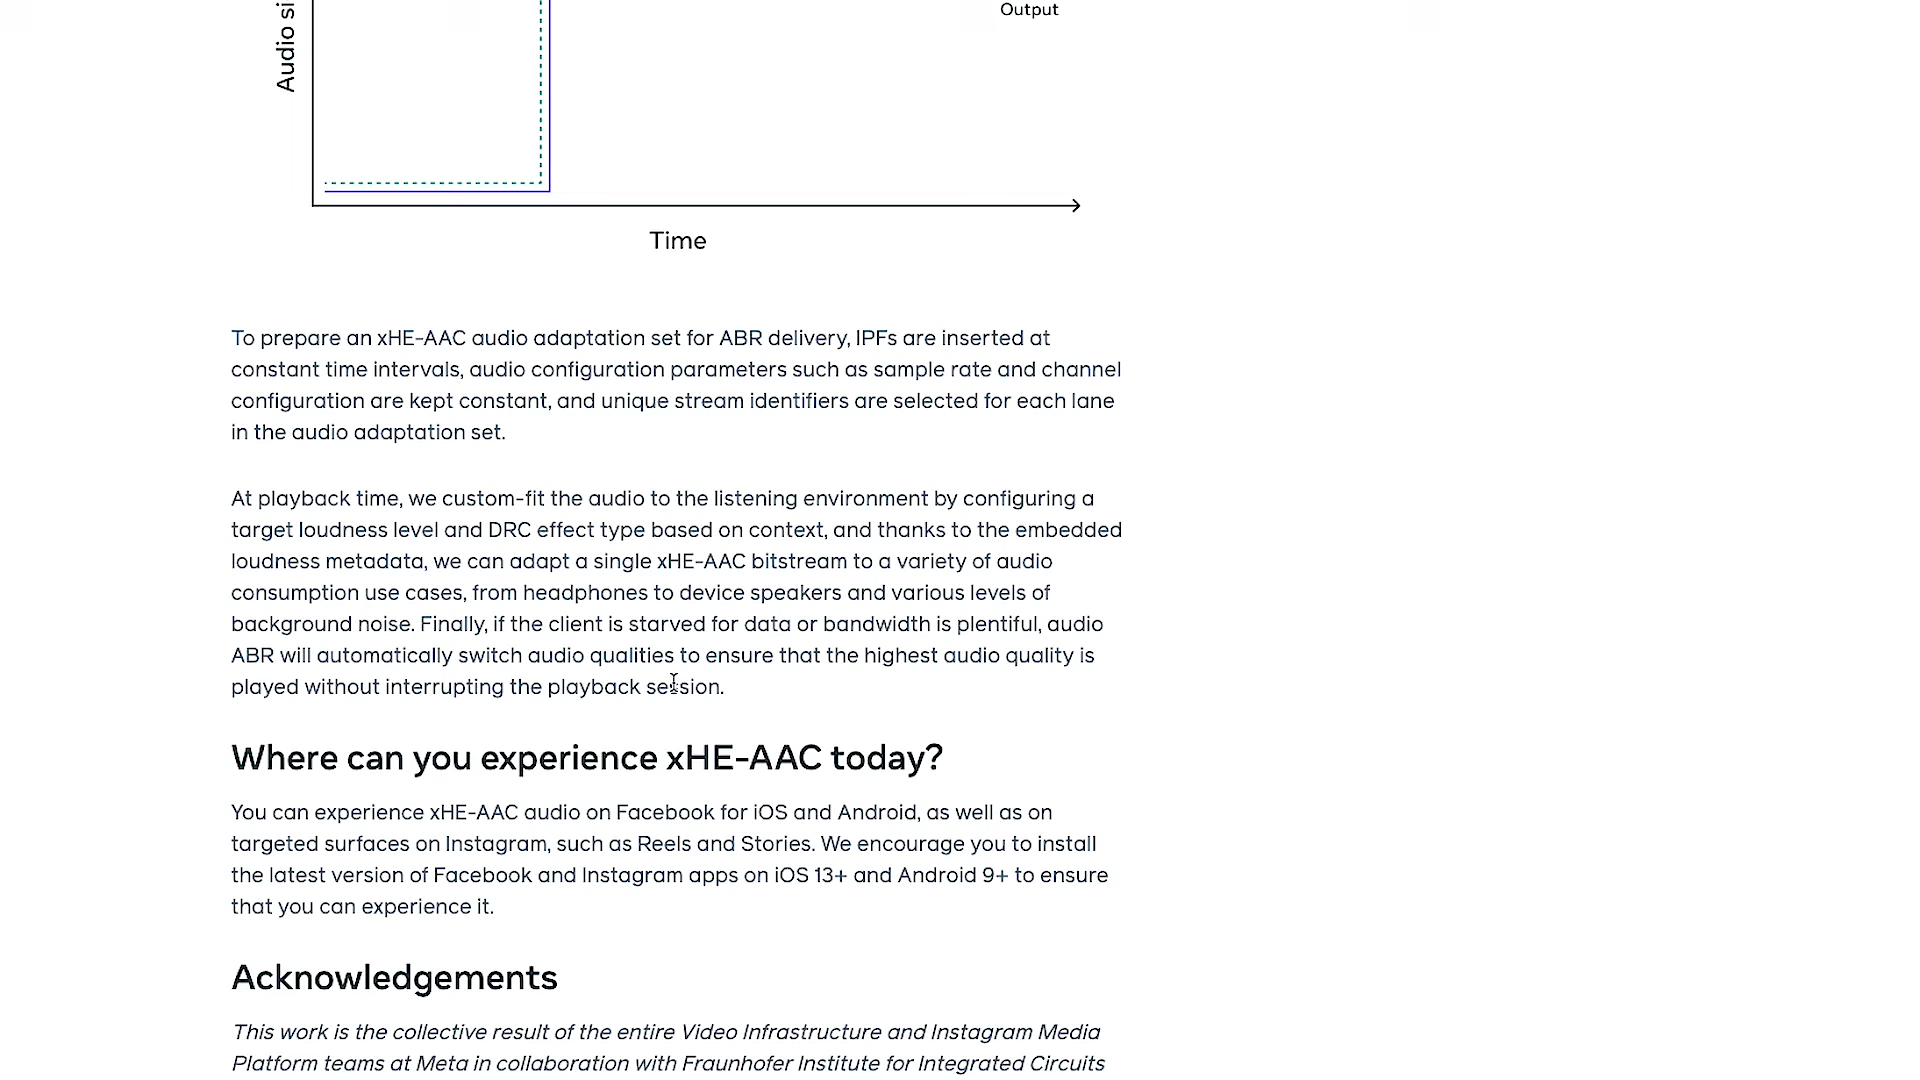 Output
Audio si
Time
To prepare an xHE-AAC audio adaptation set for ABR delivery, IPFs are inserted at
constant time intervals, audio configuration parameters such as sample rate and channel
configuration are kept constant, and unique stream identifiers are selected for each lane
in the audio adaptation set.
At playback time, we custom-fit the audio to the listening environment by configuring a
target loudness level and DRC effect type based on context, and thanks to the embedded
loudness metadata, we can adapt a single xHE-AAC bitstream to a variety of audio
consumption use cases, from headphones to device speakers and various levels of
background noise. Finally, if the client is starved for data or bandwidth is plentiful, audio
ABR will automatically switch audio qualities to ensure that the highest audio quality is
played without interrupting the playback session.
Where can you experience xHE-AAC today?
You can experience xHE-AAC audio on Facebook for iOS and Android, as well as on
targeted surfaces on Instagram, such as Reels and Stories. We encourage you to install
the latest version of Facebook and Instagram apps on iOS 13+ and Android 9+ to ensure
that you can experience it.
Acknowledgements
This work is the collective result of the entire Video Infrastructure and Instagram Media
Platform teams at Meta in collaboration with Fraunhofer Institute for Integrated Circuits